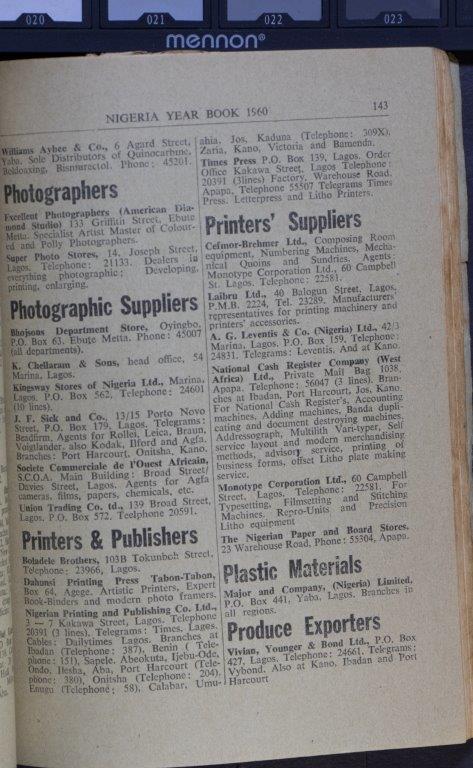 020
021
022
023
mennon®
NIGERIA YEAR BOOK 1960
143
Williams Aybee & Co., 6 Agard Street,
Yaba. Sole Distributors of Quinocarbine,
Beldoaxing, Bismurectol. Phone: 45201.
Photographers
Excellent Photographers (American Dia-
mond Studio) 133 Griffith Street, Ebute
Metta. Specialist Artist Master of Colour-
ed and Polly Photographers.
Super Photo Stores, 14, Joseph Street,
Lagos. Telephone: 21133. Dealers in
everything photographic; Developing,
printing, enlarging.
Photographic Suppliers
Bhojsons Department Store, Oyingbo,
P.O. Box 63, Ebute Metta. Phone: 45007
(all departments).
K. Chellaram & Sons, head office, 54
Marina, Lagos.
Kingsway Stores of Nigeria Ltd., Marina,
Lagos. P.O. Box 562, Telephone: 24601
(10 lines).
J. F. Sick and Co., 13/15 Porto Novo
Street, P.O. Box 179, Lagos. Telegrams:
Beadfirm, Agents for Rollei, Leica, Braun,
Voigtlander, also Kodak, Ilford and Agfa.
Branches: Port Harcourt, Onitsha, Kano.
Societe Commerciale de l'Ouest Africain,
S.C.O.A. Main Building: Broad Street/
Davies Street, Lagos. Agents for Agfa
cameras, films, papers, chemicals, etc.
Union Trading Co. td., 139 Broad Street,
Lagos, P.O. Box 572, Teelphone 20591.
Printers & Publishers
Boladele Brothers, 103B Tokunboh Street,
Telephone: 23966, Lagos.
Dahunsi Printing Press Tabon-Tabon,
Box 64, Agege. Artistic Printers, Expert
Book-Binders and modern photo framers.
Nigerian Printing and Publishing Co. Ltd.,
3 — 7 Kakawa Street, Lagos. Telephone
20391 (3 lines), Telegrams: Times, Lagos.
Cables: Dailytimes Lagos. Branches at
Ibadan (Telephone: 387), Benin ( Tele-
phone: 151), Sapele, Abeokuta, Ijebu-Ode,
Ondo, Ilesha, Aba, Port Harcourt (Tele-
phone: 380), Onitsha (Telephone: 204),
Enugu (Telephone: 58), Calabar, Umu-
ahia, Jos, Kaduna (Telephone: 309X),
Zaria, Kano, Victoria and Bamenda.
Times Press P.O. Box 139, Lagos. Order
Office Kakawa Street, Lagos Telephone
20391 (3lines) Factory, Warehouse Road,
Apapa, Telephone 55507 Telegrams Times
Press. Letterpress and Litho Printers.
Printers' Suppliers
Cefmor-Brehmer Ltd., Composing Room
equipment, Numbering Machines, Mecha-
nical Quoins and Sundries. Agents:
Monotype Corporation Ltd., 60 Campbell
St. Lagos. Telephone: 22581.
Laibru Ltd., 40 Balogun Street, Lagos,
P.M.B. 2224, Tel. 23289. Manufacturers
representatives for printing machinery and
printers' accessories.
A. G. Leventis & Co. (Nigeria) Ltd., 42/3
Marina, Lagos. P.O. Box 159, Telephone:
24831. Telegrams: Leventis. And at Kano.
National Cash Register Company (West
Africa) Ltd., Private Mail Bag 1038,
Apapa. Telephone: 56047 (3 lines). Bran-
ches at Ibadan, Port Harcourt, Jos, Kano.
For National Cash Register's, Accounting
machines, Adding machines, Banda dupli-
cating and document destroying machines,
Addressograph, Multilith Vari-typer, Self
service layout and modern merchandising
methods, advisory service, printing of
business forms, offset Litho plate making
service.
Monotype Corporation Ltd., 60 Campbell
Street, Lagos. Telephone: 22581. For
Typesetting, Filmsetting and Stitching
Machines. Repro-Units and Precision
Litho equipment
The Nigerian Paper and Board Stores,
23 Warehouse Road, Phone: 55304, Apapa.
Plastic Materials
Major and Company, (Nigeria) Limited,
P.O. Box 441, Yaba, Lagos. Branches in
all regions.
Produce Exporters
Vivian, Younger & Bond Ltd., P.O. Box
427, Lagos. Telephone: 24661. Telegrams:
Vybond. Also at Kano, Ibadan and Port
Harcourt